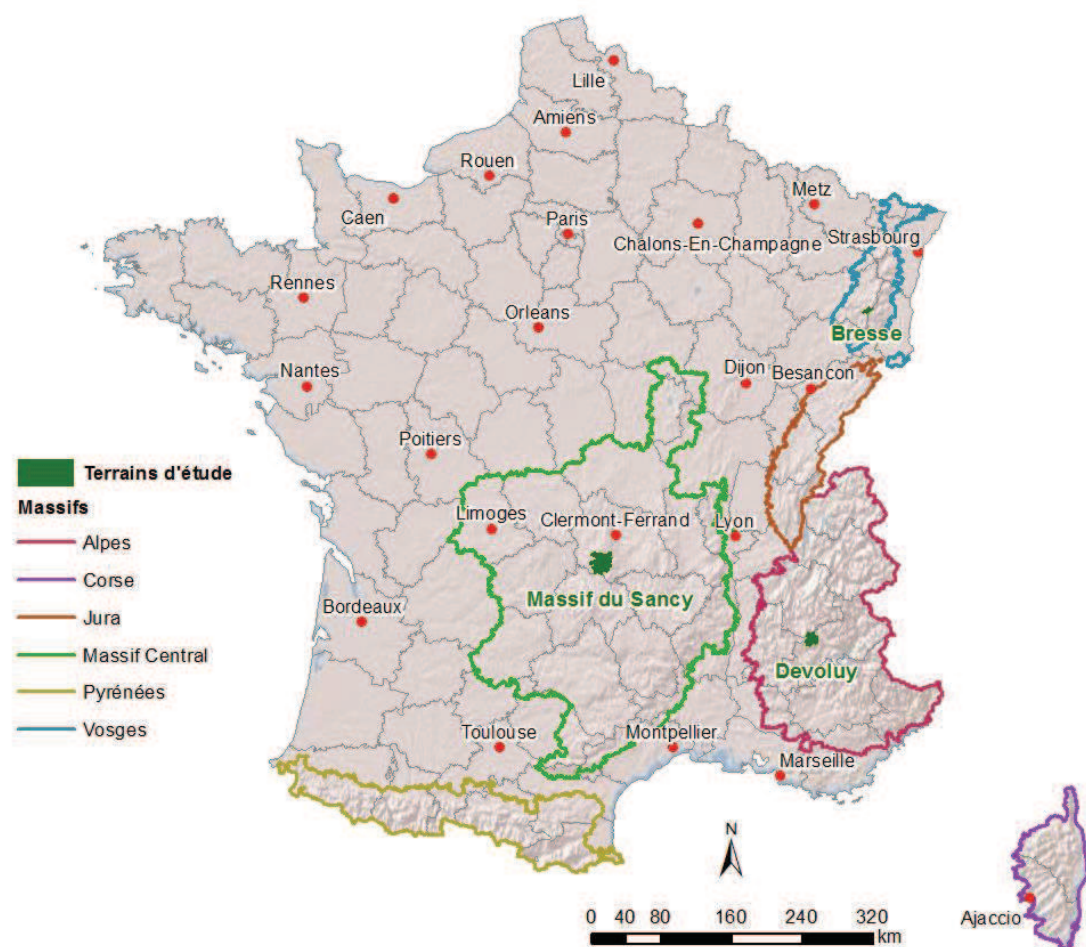 Lille
Amiens
Rouen
Metz
Caen
Paris
Chalons-En-Champagne
Strasbourg
Rennes
Orleans
Bresse
Nantes
Dijon
Besancon
Poitiers
Terrains d'étude
Massifs
Limoges
Clermont-Ferrand
Lyon
Alpes
Corse
Massif du Sancy
Bordeaux
Jura
Massif Central
Devoluy
Pyrénées
Vosges
Toulouse
Montpellier
Marseille
N
Ajaccio
0 40 80 160 240 320
km